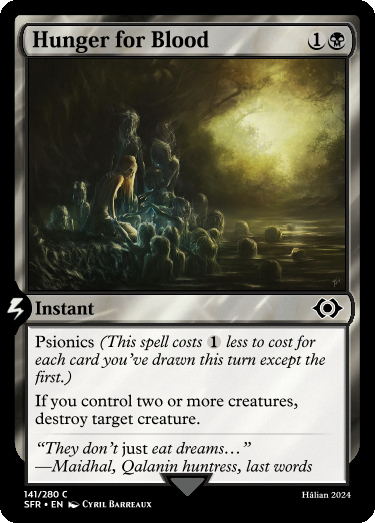 Hunger for Blood 1
Instant
Psionics (This spell costs 1 less to cost for
each card you've drawn this turn except the
first.)
If you control two or more creatures,
destroy target creature.
"They don't just eat dreams…"
—Maidhal, Qalanin huntress, last words
141/280 C
SFR • EN Cyril Barreaux
Hâlian 2024